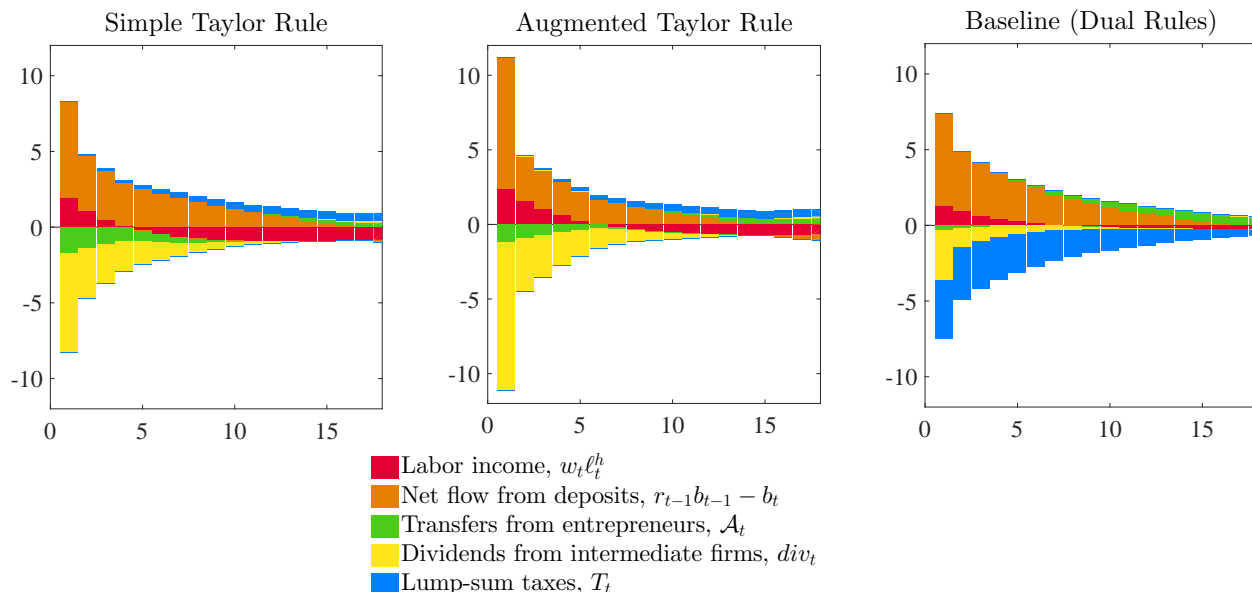 Simple Taylor Rule
Augmented Taylor Rule
Baseline (Dual Rules)
10
5
0
-5
-10
0 5 10 15
10
5
0
-5
-10
0 5 10 15
10
5
0
-5
-10
0 5 10 15
Labor income, $w_t \ell_t^h$
Net flow from deposits, $r_{t-1} b_{t-1} - b_t$
Transfers from entrepreneurs, $\mathcal{A}_t$
Dividends from intermediate firms, $div_t$
Lump-sum taxes, $T_t$